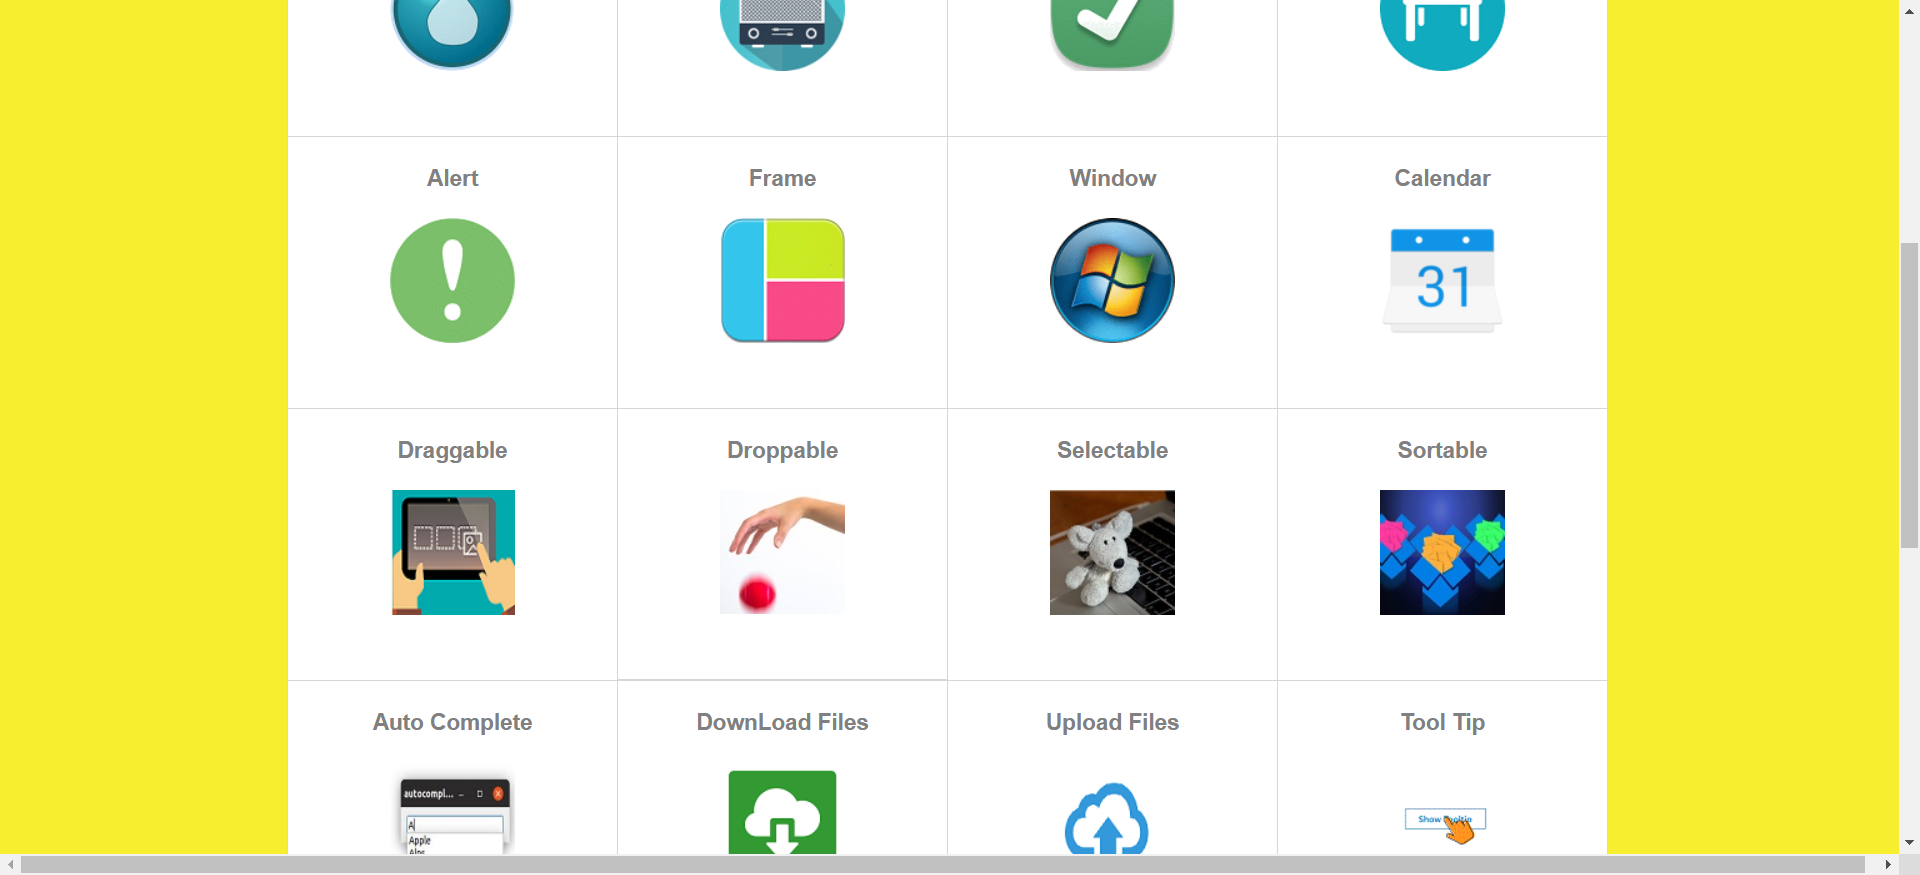 Alert
Frame
Window
Calendar
31
Draggable
Droppable
Selectable
Sortable
Auto Complete
DownLoad Files
Upload Files
Tool Tip
autocompl...
A
Apple
Show